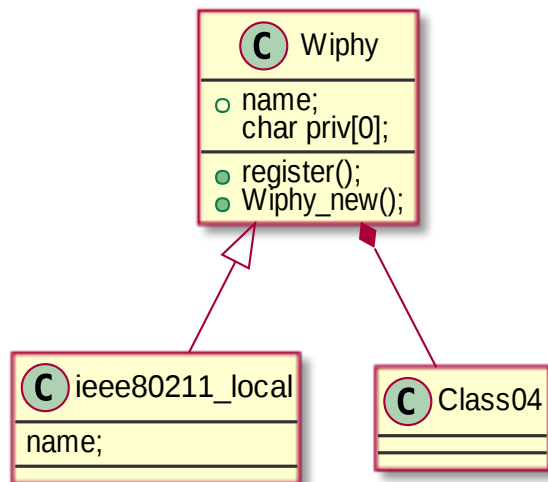 C Wiphy
name;
char priv[0];
register();
Wiphy_new();
C ieee80211_local
name;
C Class04